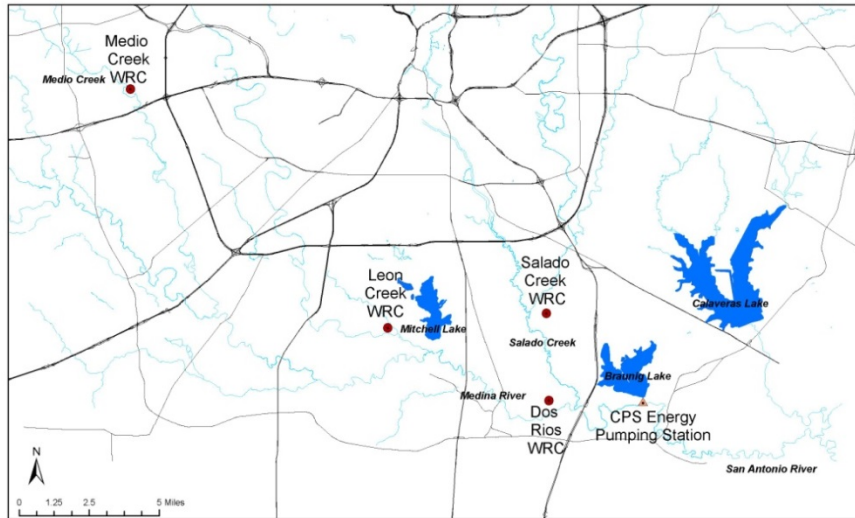 Medio
Creek
WRC
Medio Creek
Leon
Creek
WRC
Mitchell Lake
Salado
Creek
WRC
Salado Creek
Calaveras Lake
Braunig Lake
Medina River
Dos
Rios
WRC
CPS Energy
Pumping Station
San Antonio River
N
0 1.25 2.5 5 Miles